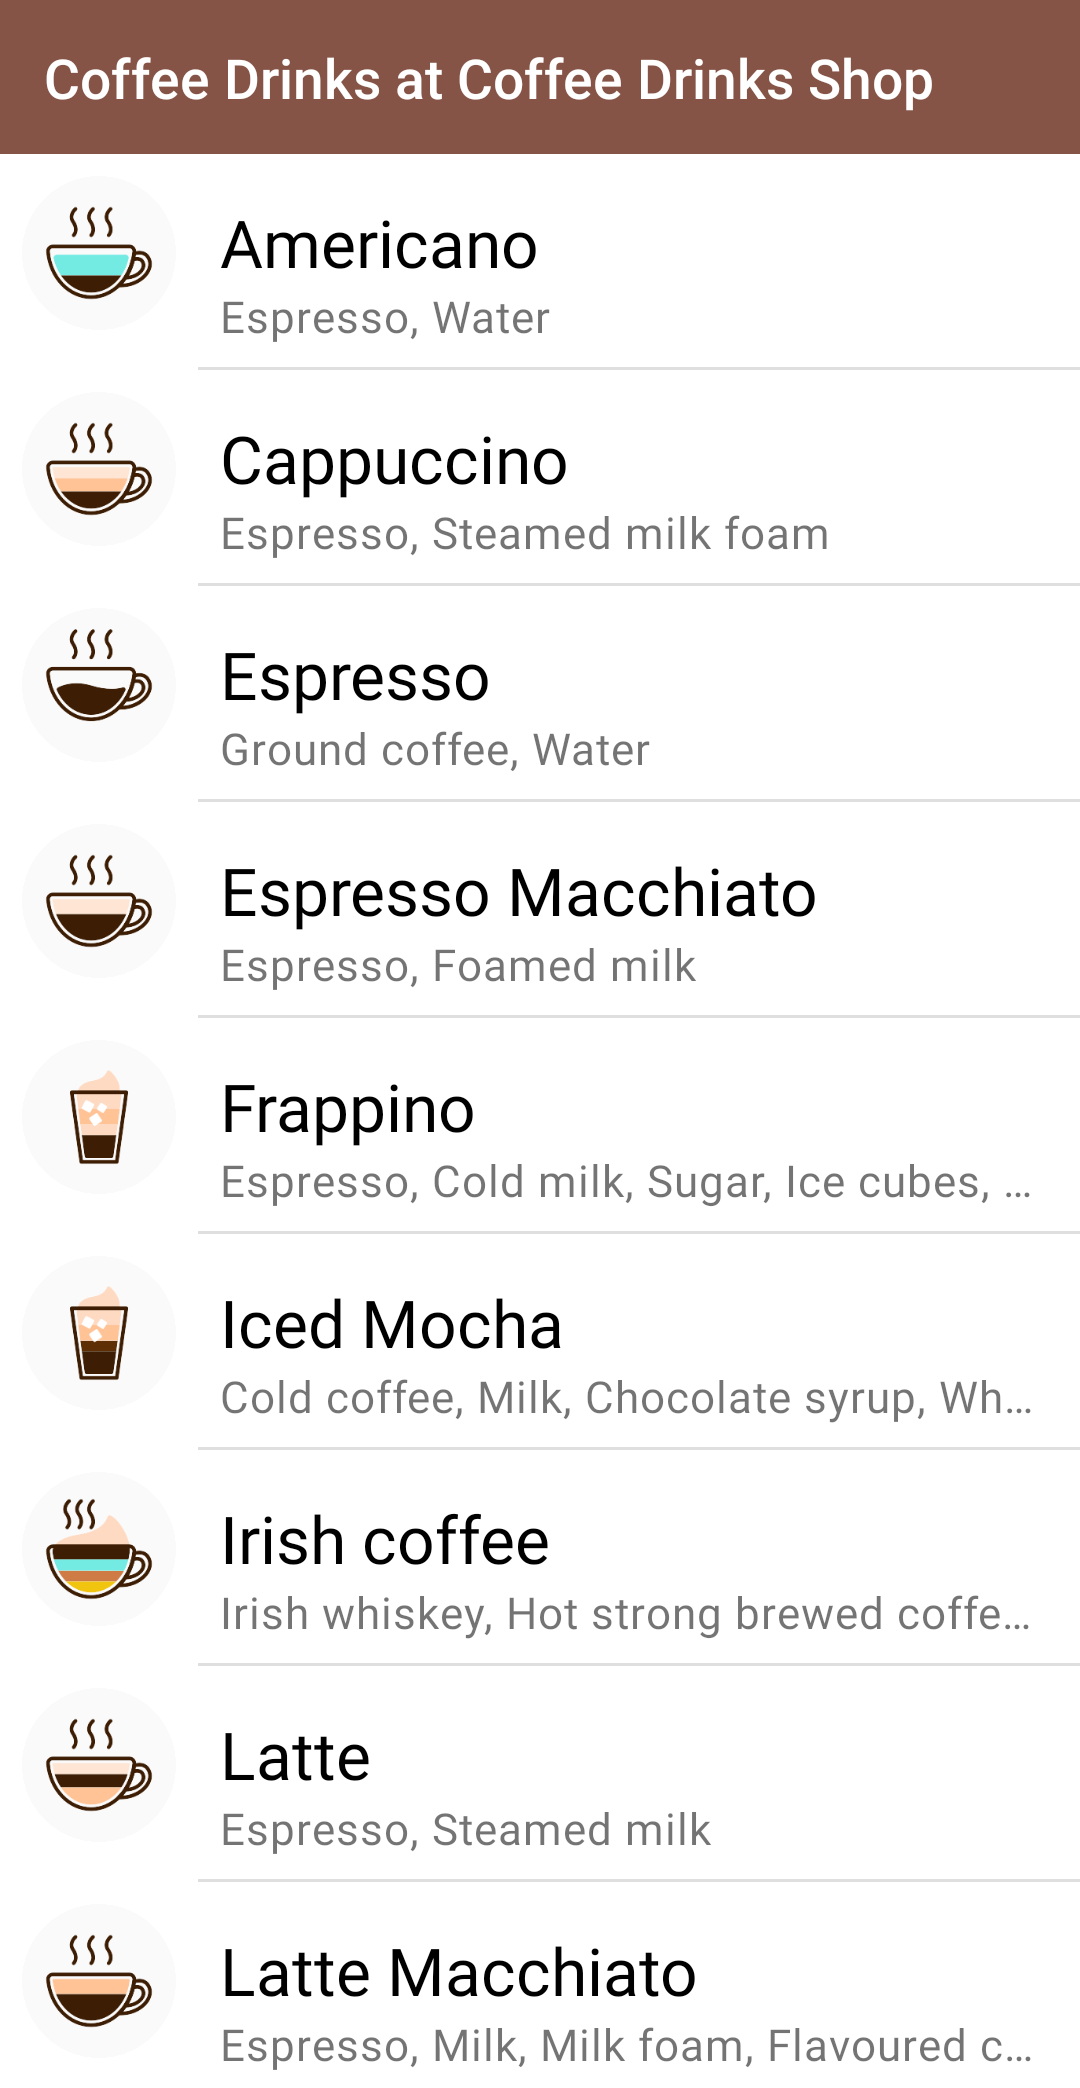 Coffee Drinks at Coffee Drinks Shop
Americano
Espresso, Water
Cappuccino
Espresso, Steamed milk foam
Espresso
Ground coffee, Water
Espresso Macchiato
Espresso, Foamed milk
Frappino
Espresso, Cold milk, Sugar, Ice cubes, ...
Iced Mocha
Cold coffee, Milk, Chocolate syrup, Wh...
Irish coffee
Irish whiskey, Hot strong brewed coffe...
Latte
Espresso, Steamed milk
Latte Macchiato
Espresso, Milk, Milk foam, Flavoured c...